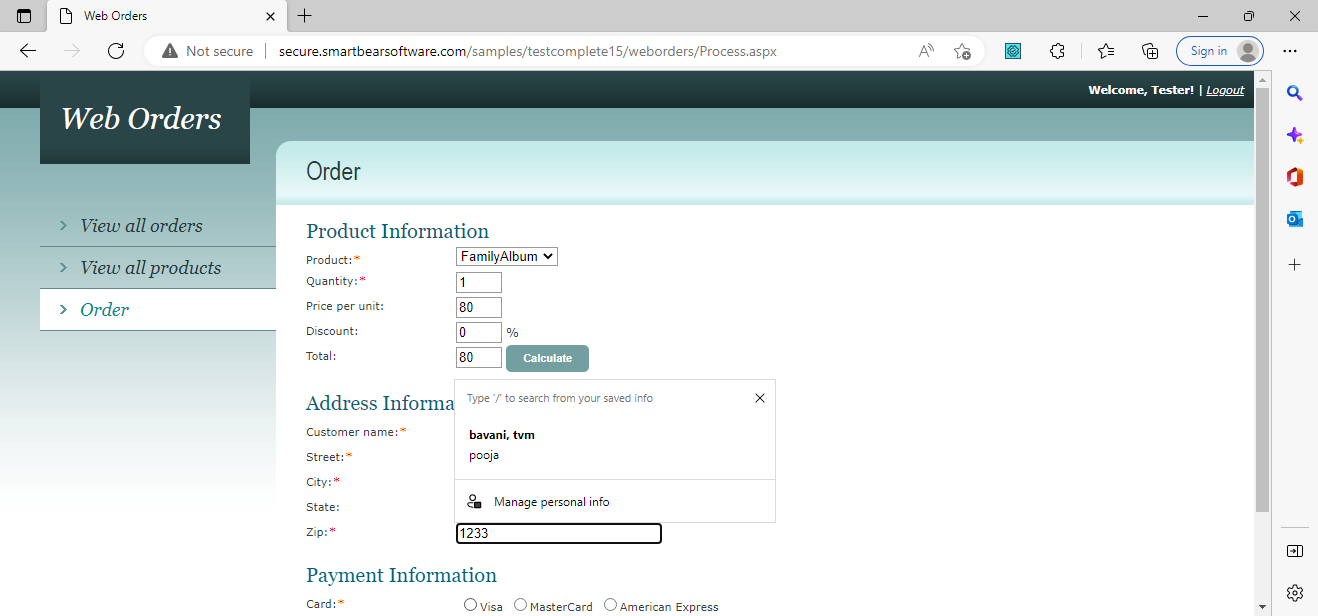 Web Orders
Not secure
secure.smartbearsoftware.com/samples/testcomplete15/weborders/Process.aspx
Sign in
Welcome, Tester! | Logout
Web Orders
Order
View all orders
View all products
Order
Product Information
Product:* FamilyAlbum
Quantity:* 1
Price per unit: 80
Discount: 0 %
Total: 80 Calculate
Address Informa
Type '/' to search from your saved info
Customer name:*
bavani, tvm
Street:*
pooja
City:*
State:
Manage personal info
Zip:* 1233
Payment Information
Card:* Visa MasterCard American Express